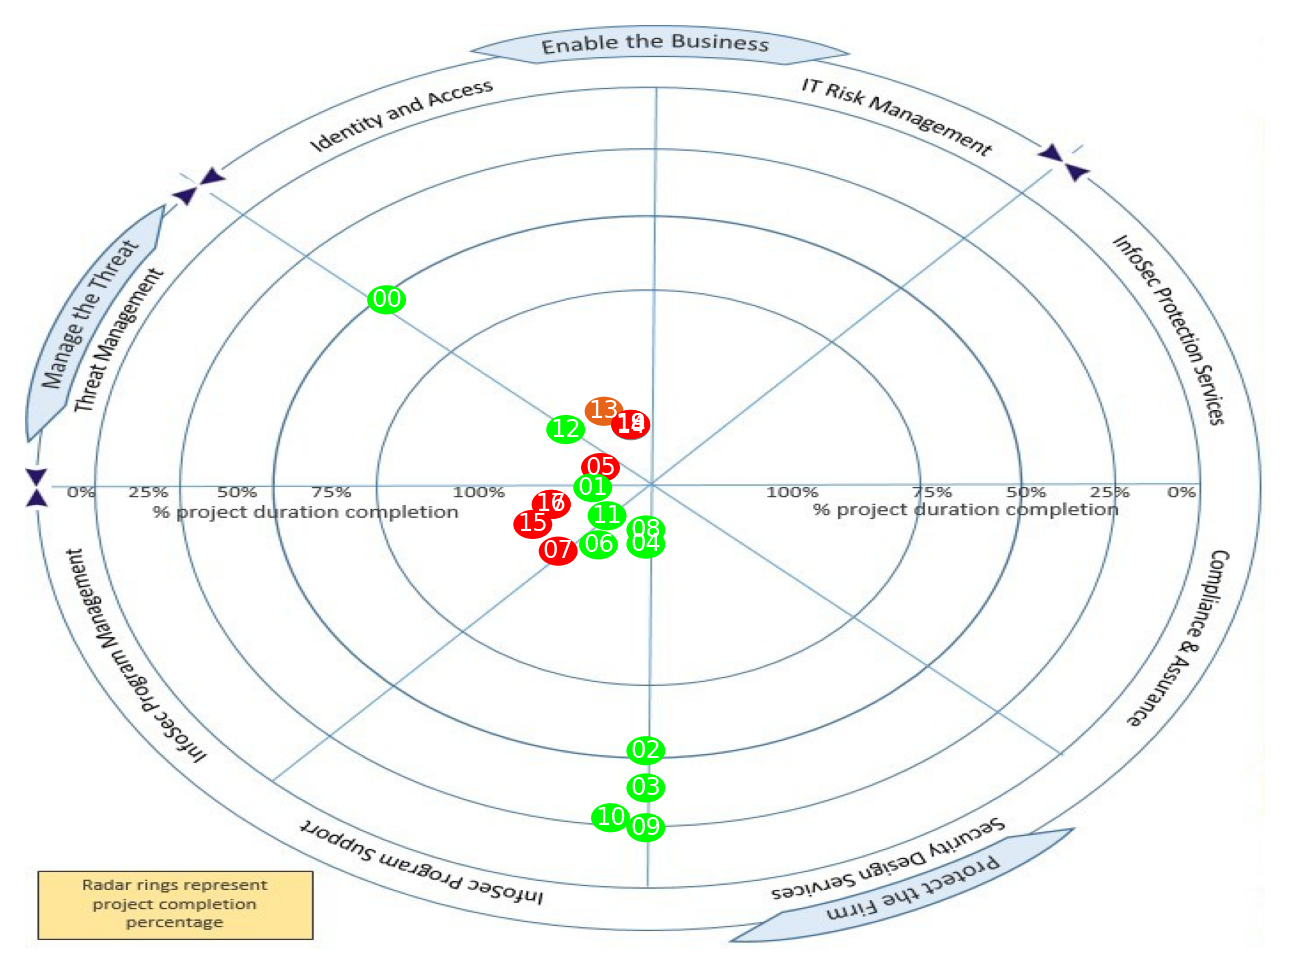 Enable the Business
Identity and Access
IT Risk Management
Manage the Threat
Threat Management
InfoSec Protection Services
00
13
12
05
01
0% 25% 50% 75% 100% 100% 75% 50% 25% 0%
% project duration completion
% project duration completion
15
11
08
04
06
07
InfoSec Program Management
Compliance & Assurance
02
03
10
09
InfoSec Program Support
Security Design Services
Protect the Firm
Radar rings represent
project completion
percentage